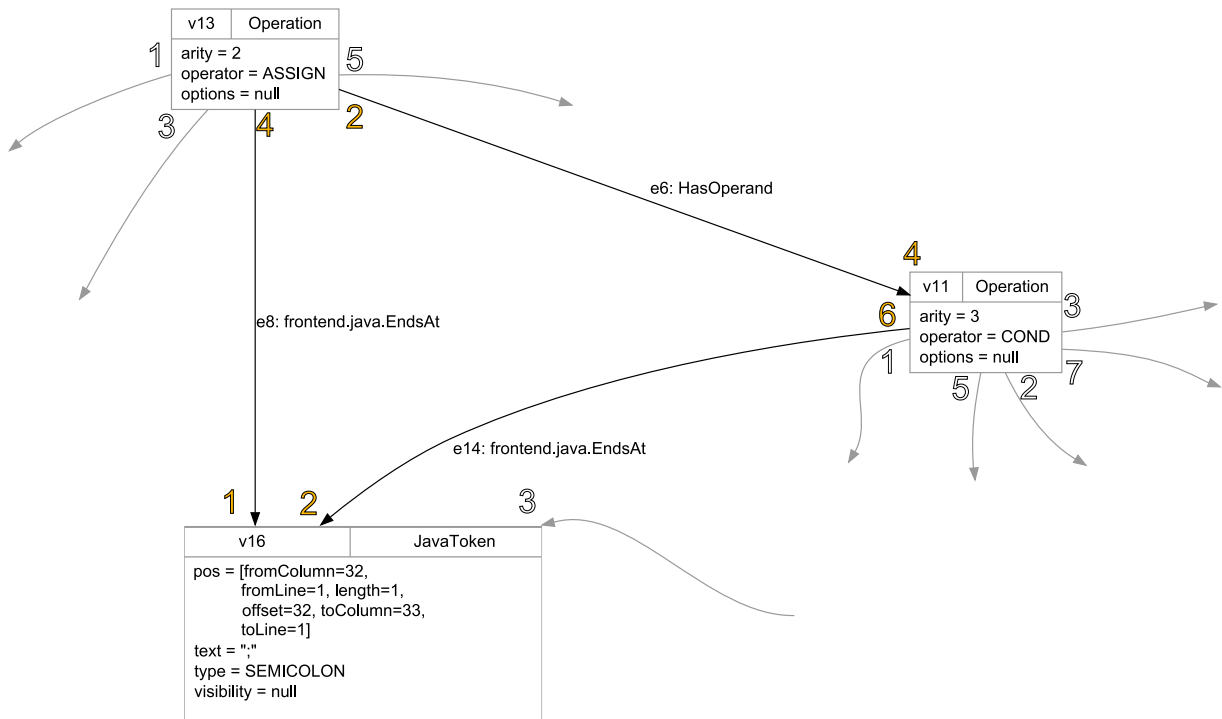 v13 Operation
1
5
arity = 2
operator = ASSIGN
options = null
3
4
2
e6: HasOperand
4
v11 Operation
6
3
arity = 3
operator = COND
options = null
e8: frontend.java.EndsAt
1
5
2
7
e14: frontend.java.EndsAt
1
2
3
v16 JavaToken
pos = [fromColumn=32,
fromLine=1, length=1,
offset=32, toColumn=33,
toLine=1]
text = ";"
type = SEMICOLON
visibility = null